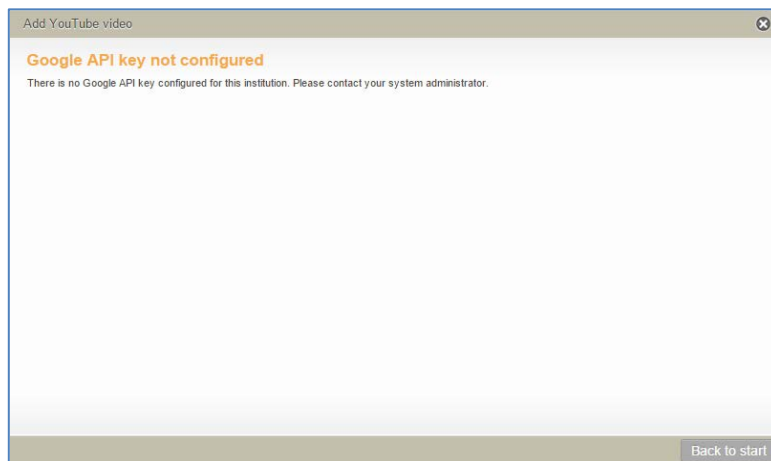 Add YouTube video
Google API key not configured
There is no Google API key configured for this institution. Please contact your system administrator.
Back to start